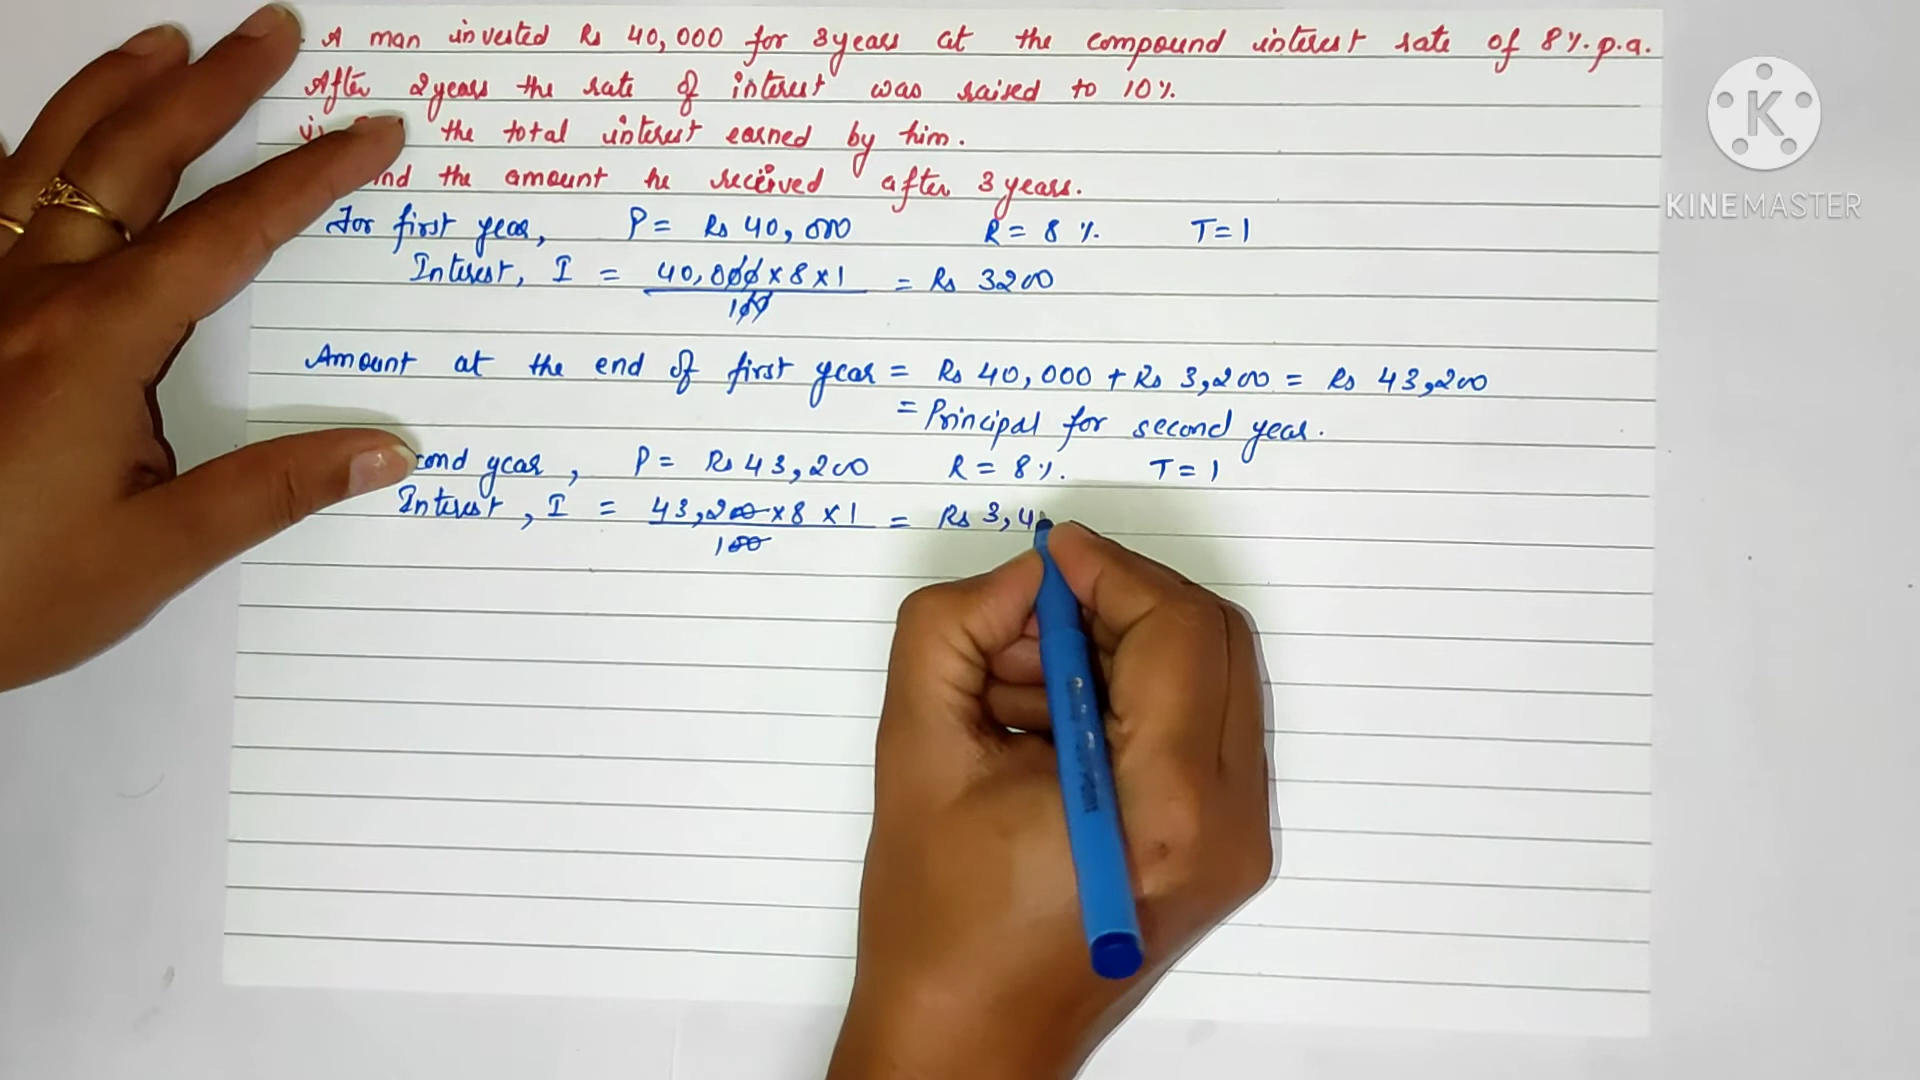 A man invested Rs 40,000 for 3years at the compound interest rate of 8%.p.a.
After 2years the rate of interest was raised to 10%.
the total interest earned by him.
the amount he received after 3 years.
For first year, P = Rs 40,000 R = 8 %. T = 1
Interest, I = 40,000 x 8 x 1 = Rs 3200
100
Amount at the end of first year = Rs 40,000 + Rs 3,200 = Rs 43,200
= Principal for second year.
year, P = Rs 43,200 R = 8%. T = 1
Interest, I = 43,200 x 8 x 1 = Rs 3,4
100
K
KINEMASTER